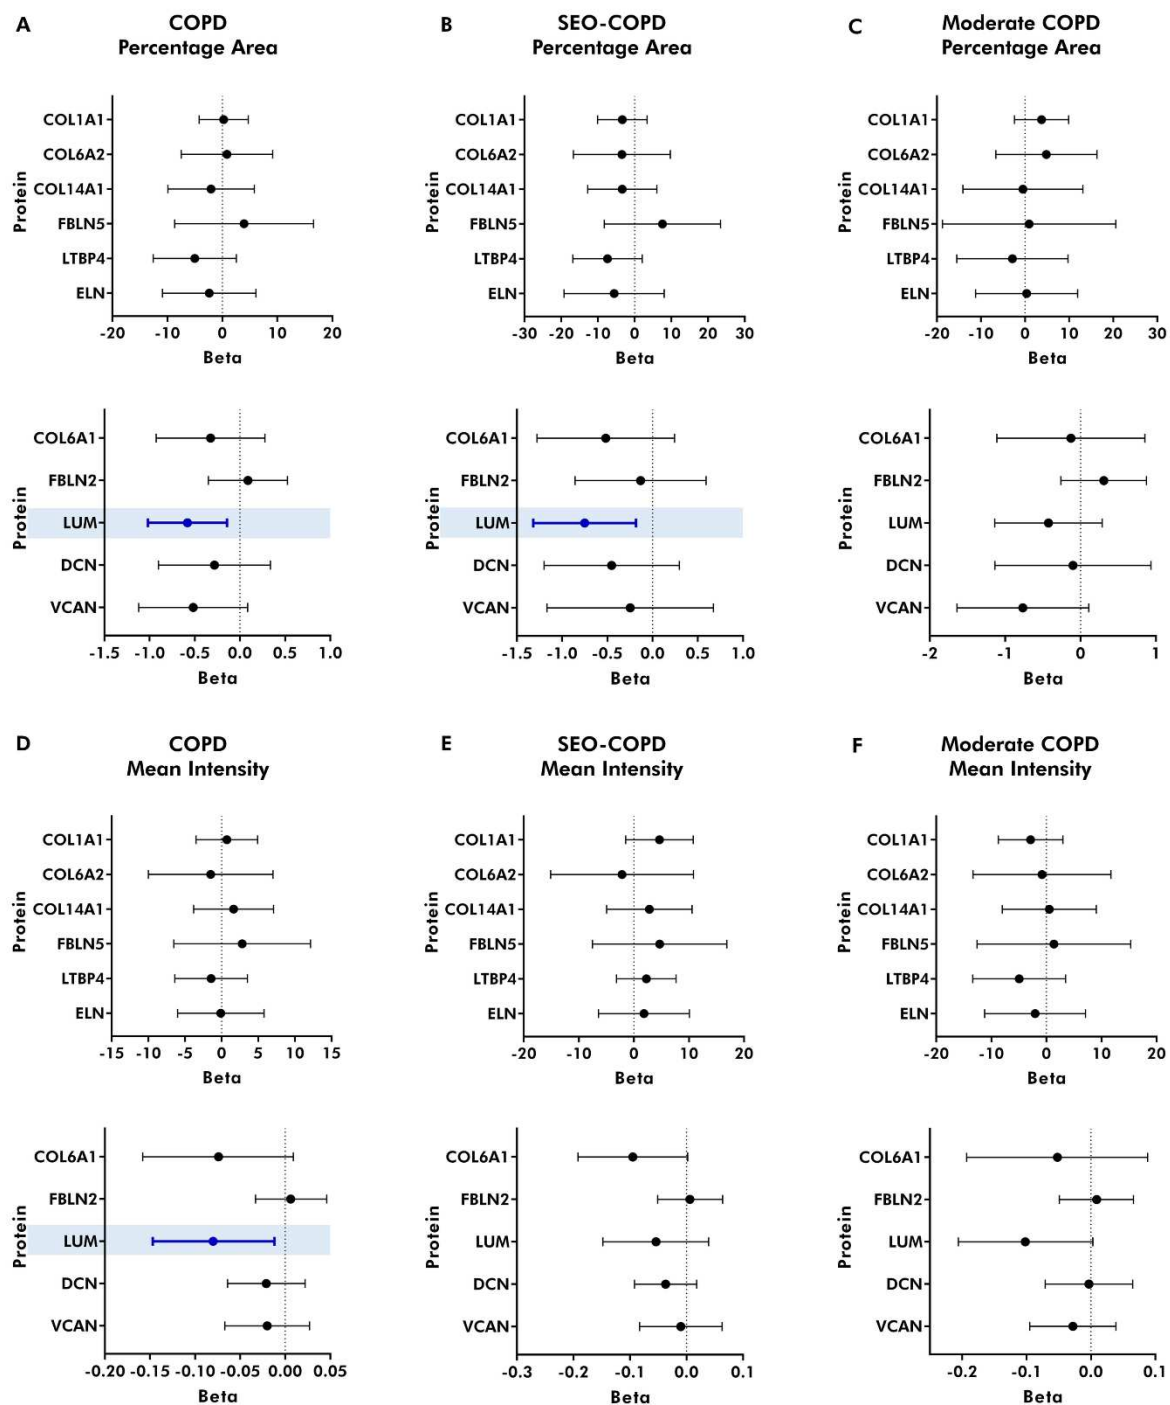 A
COPD
Percentage Area
COL1A1
COL6A2
COL14A1
FBLN5
LTBP4
ELN
Protein
-20 -10 0 10 20
Beta
COL6A1
FBLN2
LUM
DCN
VCAN
Protein
-1.5 -1.0 -0.5 0.0 0.5 1.0
Beta
B
SEO-COPD
Percentage Area
COL1A1
COL6A2
COL14A1
FBLN5
LTBP4
ELN
Protein
-30 -20 -10 0 10 20 30
Beta
COL6A1
FBLN2
LUM
DCN
VCAN
Protein
-1.5 -1.0 -0.5 0.0 0.5 1.0
Beta
C
Moderate COPD
Percentage Area
COL1A1
COL6A2
COL14A1
FBLN5
LTBP4
ELN
Protein
-20 -10 0 10 20 30
Beta
COL6A1
FBLN2
LUM
DCN
VCAN
Protein
-2 -1 0 1
Beta
D
COPD
Mean Intensity
COL1A1
COL6A2
COL14A1
FBLN5
LTBP4
ELN
Protein
-15 -10 -5 0 5 10 15
Beta
COL6A1
FBLN2
LUM
DCN
VCAN
Protein
-0.20 -0.15 -0.10 -0.05 0.00 0.05
Beta
E
SEO-COPD
Mean Intensity
COL1A1
COL6A2
COL14A1
FBLN5
LTBP4
ELN
Protein
-20 -10 0 10 20
Beta
COL6A1
FBLN2
LUM
DCN
VCAN
Protein
-0.3 -0.2 -0.1 0.0 0.1
Beta
F
Moderate COPD
Mean Intensity
COL1A1
COL6A2
COL14A1
FBLN5
LTBP4
ELN
Protein
-20 -10 0 10 20
Beta
COL6A1
FBLN2
LUM
DCN
VCAN
Protein
-0.2 -0.1 0.0 0.1
Beta